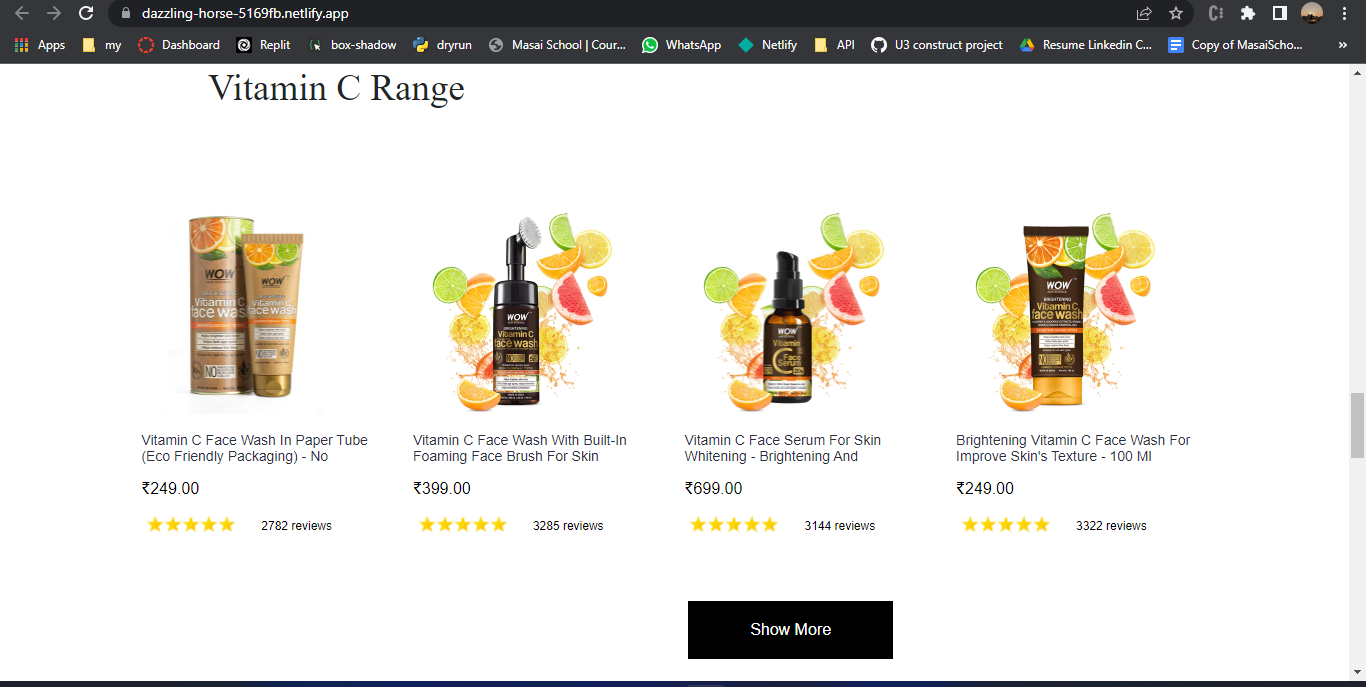 dazzling-horse-5169fb.netlify.app
Apps my Dashboard Replit box-shadow dryrun Masai School | Cour... WhatsApp Netlify API U3 construct project Resume Linkedin C... Copy of MasaiScho... »
Vitamin C Range
WOW
Vitamin C
face wash
WOW
Vitamin C
face wash
WOW
BRIGHTENING
Vitamin C
face wash
WOW
Vitamin
C Face
Serum
WOW
BRIGHTENING
Vitamin C
face wash
Vitamin C Face Wash In Paper Tube
(Eco Friendly Packaging) - No
₹249.00
2782 reviews
Vitamin C Face Wash With Built-In
Foaming Face Brush For Skin
₹399.00
3285 reviews
Vitamin C Face Serum For Skin
Whitening - Brightening And
₹699.00
3144 reviews
Brightening Vitamin C Face Wash For
Improve Skin's Texture - 100 Ml
₹249.00
3322 reviews
Show More